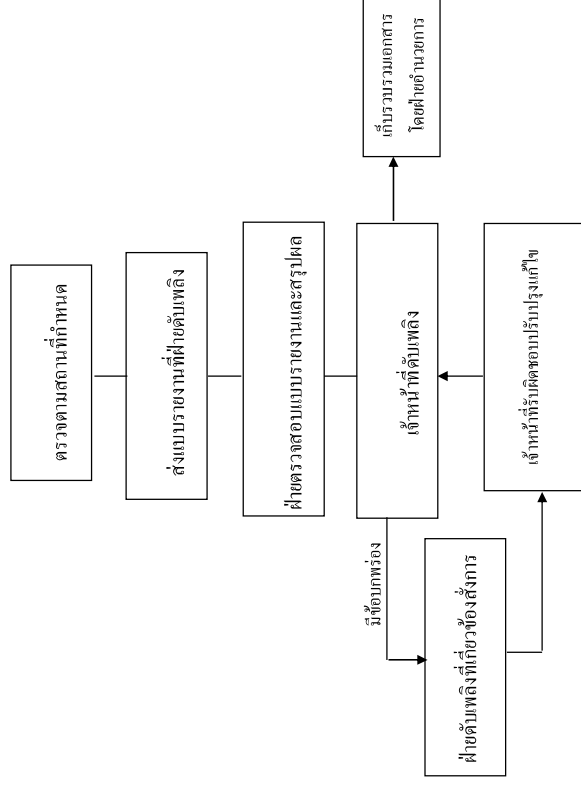 ตรวจตามสถานที่กำหนด
ส่งแบบรายงานที่ฝ่ายดับเพลิง
ฝ่ายตรวจสอบแบบรายงานและสรุปผล
เจ้าหน้าที่ดับเพลิง
เก็บรวบรวมเอกสาร
โดยฝ่ายอำนวยการ
มีข้อบกพร่อง
ฝ่ายดับเพลิงที่เกี่ยวข้องสั่งการ
เจ้าหน้าที่รับผิดชอบปรับปรุงแก้ไข